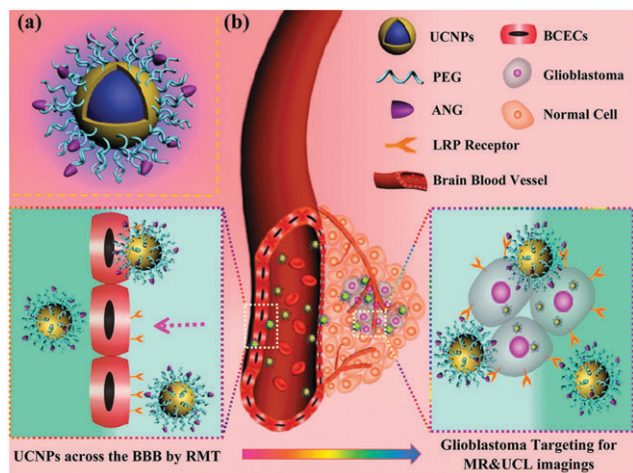 (a)
(b)
UCNPs
BCECs
PEG
Glioblastoma
ANG
Normal Cell
LRP Receptor
Brain Blood Vessel
UCNPs across the BBB by RMT
Glioblastoma Targeting for
MR&UCL imagings